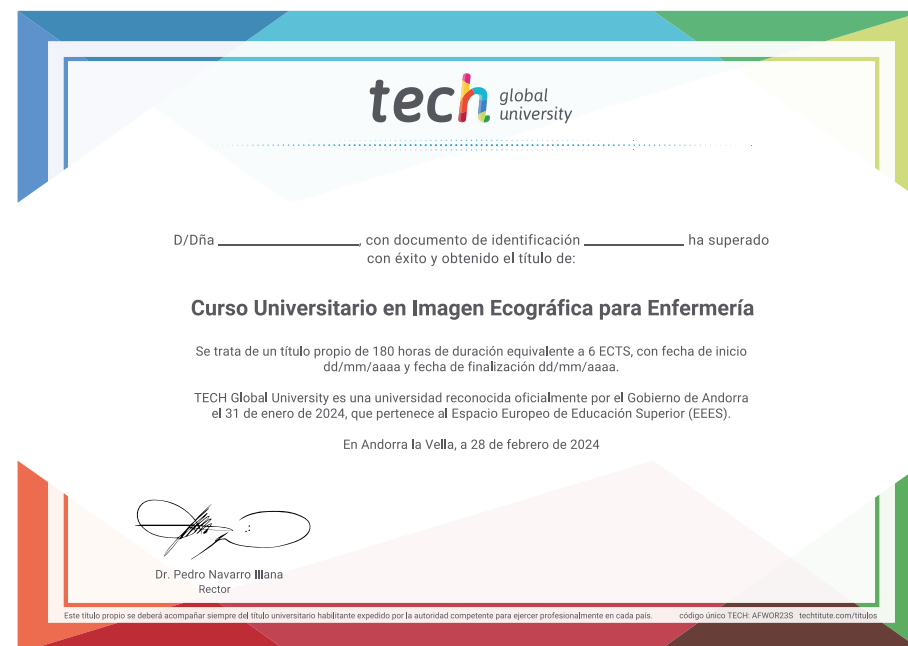 tech global university
D/Dña ____________________, con documento de identificación ______________ ha superado
con éxito y obtenido el título de:
Curso Universitario en Imagen Ecográfica para Enfermería
Se trata de un título propio de 180 horas de duración equivalente a 6 ECTS, con fecha de inicio
dd/mm/aaaa y fecha de finalización dd/mm/aaaa.
TECH Global University es una universidad reconocida oficialmente por el Gobierno de Andorra
el 31 de enero de 2024, que pertenece al Espacio Europeo de Educación Superior (EEES).
En Andorra la Vella, a 28 de febrero de 2024
Dr. Pedro Navarro Illana
Rector
Este título propio se deberá acompañar siempre del título universitario habilitante expedido por la autoridad competente para ejercer profesionalmente en cada país. código único TECH: AFWOR23S techtitute.com/titulos